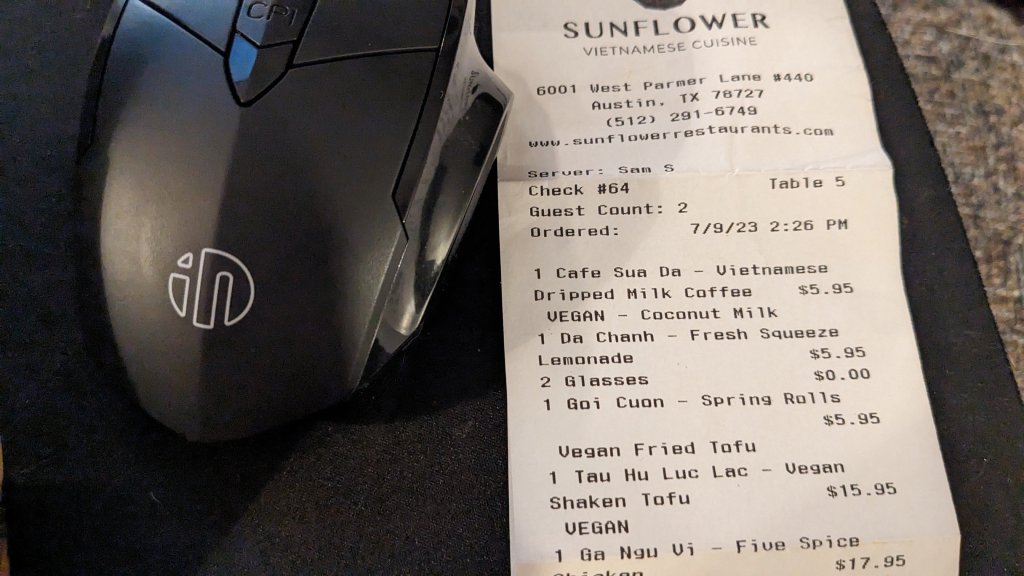 CPI
in
SUNFLOWER
VIETNAMESE CUISINE
6001 West Parmer Lane #440
Austin, TX 78727
(512) 291-6749
www.sunflowerrestaurants.com
Server: Sam S
Check #64 Table 5
Guest Count: 2
Ordered: 7/9/23 2:26 PM
1 Cafe Sua Da - Vietnamese
Dripped Milk Coffee $5.95
VEGAN - Coconut Milk
1 Da Chanh - Fresh Squeeze
Lemonade $5.95
2 Glasses $0.00
1 Goi Cuon - Spring Rolls
$5.95
Vegan Fried Tofu
1 Tau Hu Luc Lac - Vegan
Shaken Tofu $15.95
VEGAN
1 Ga Ngu Vi - Five Spice
Chicken $17.95